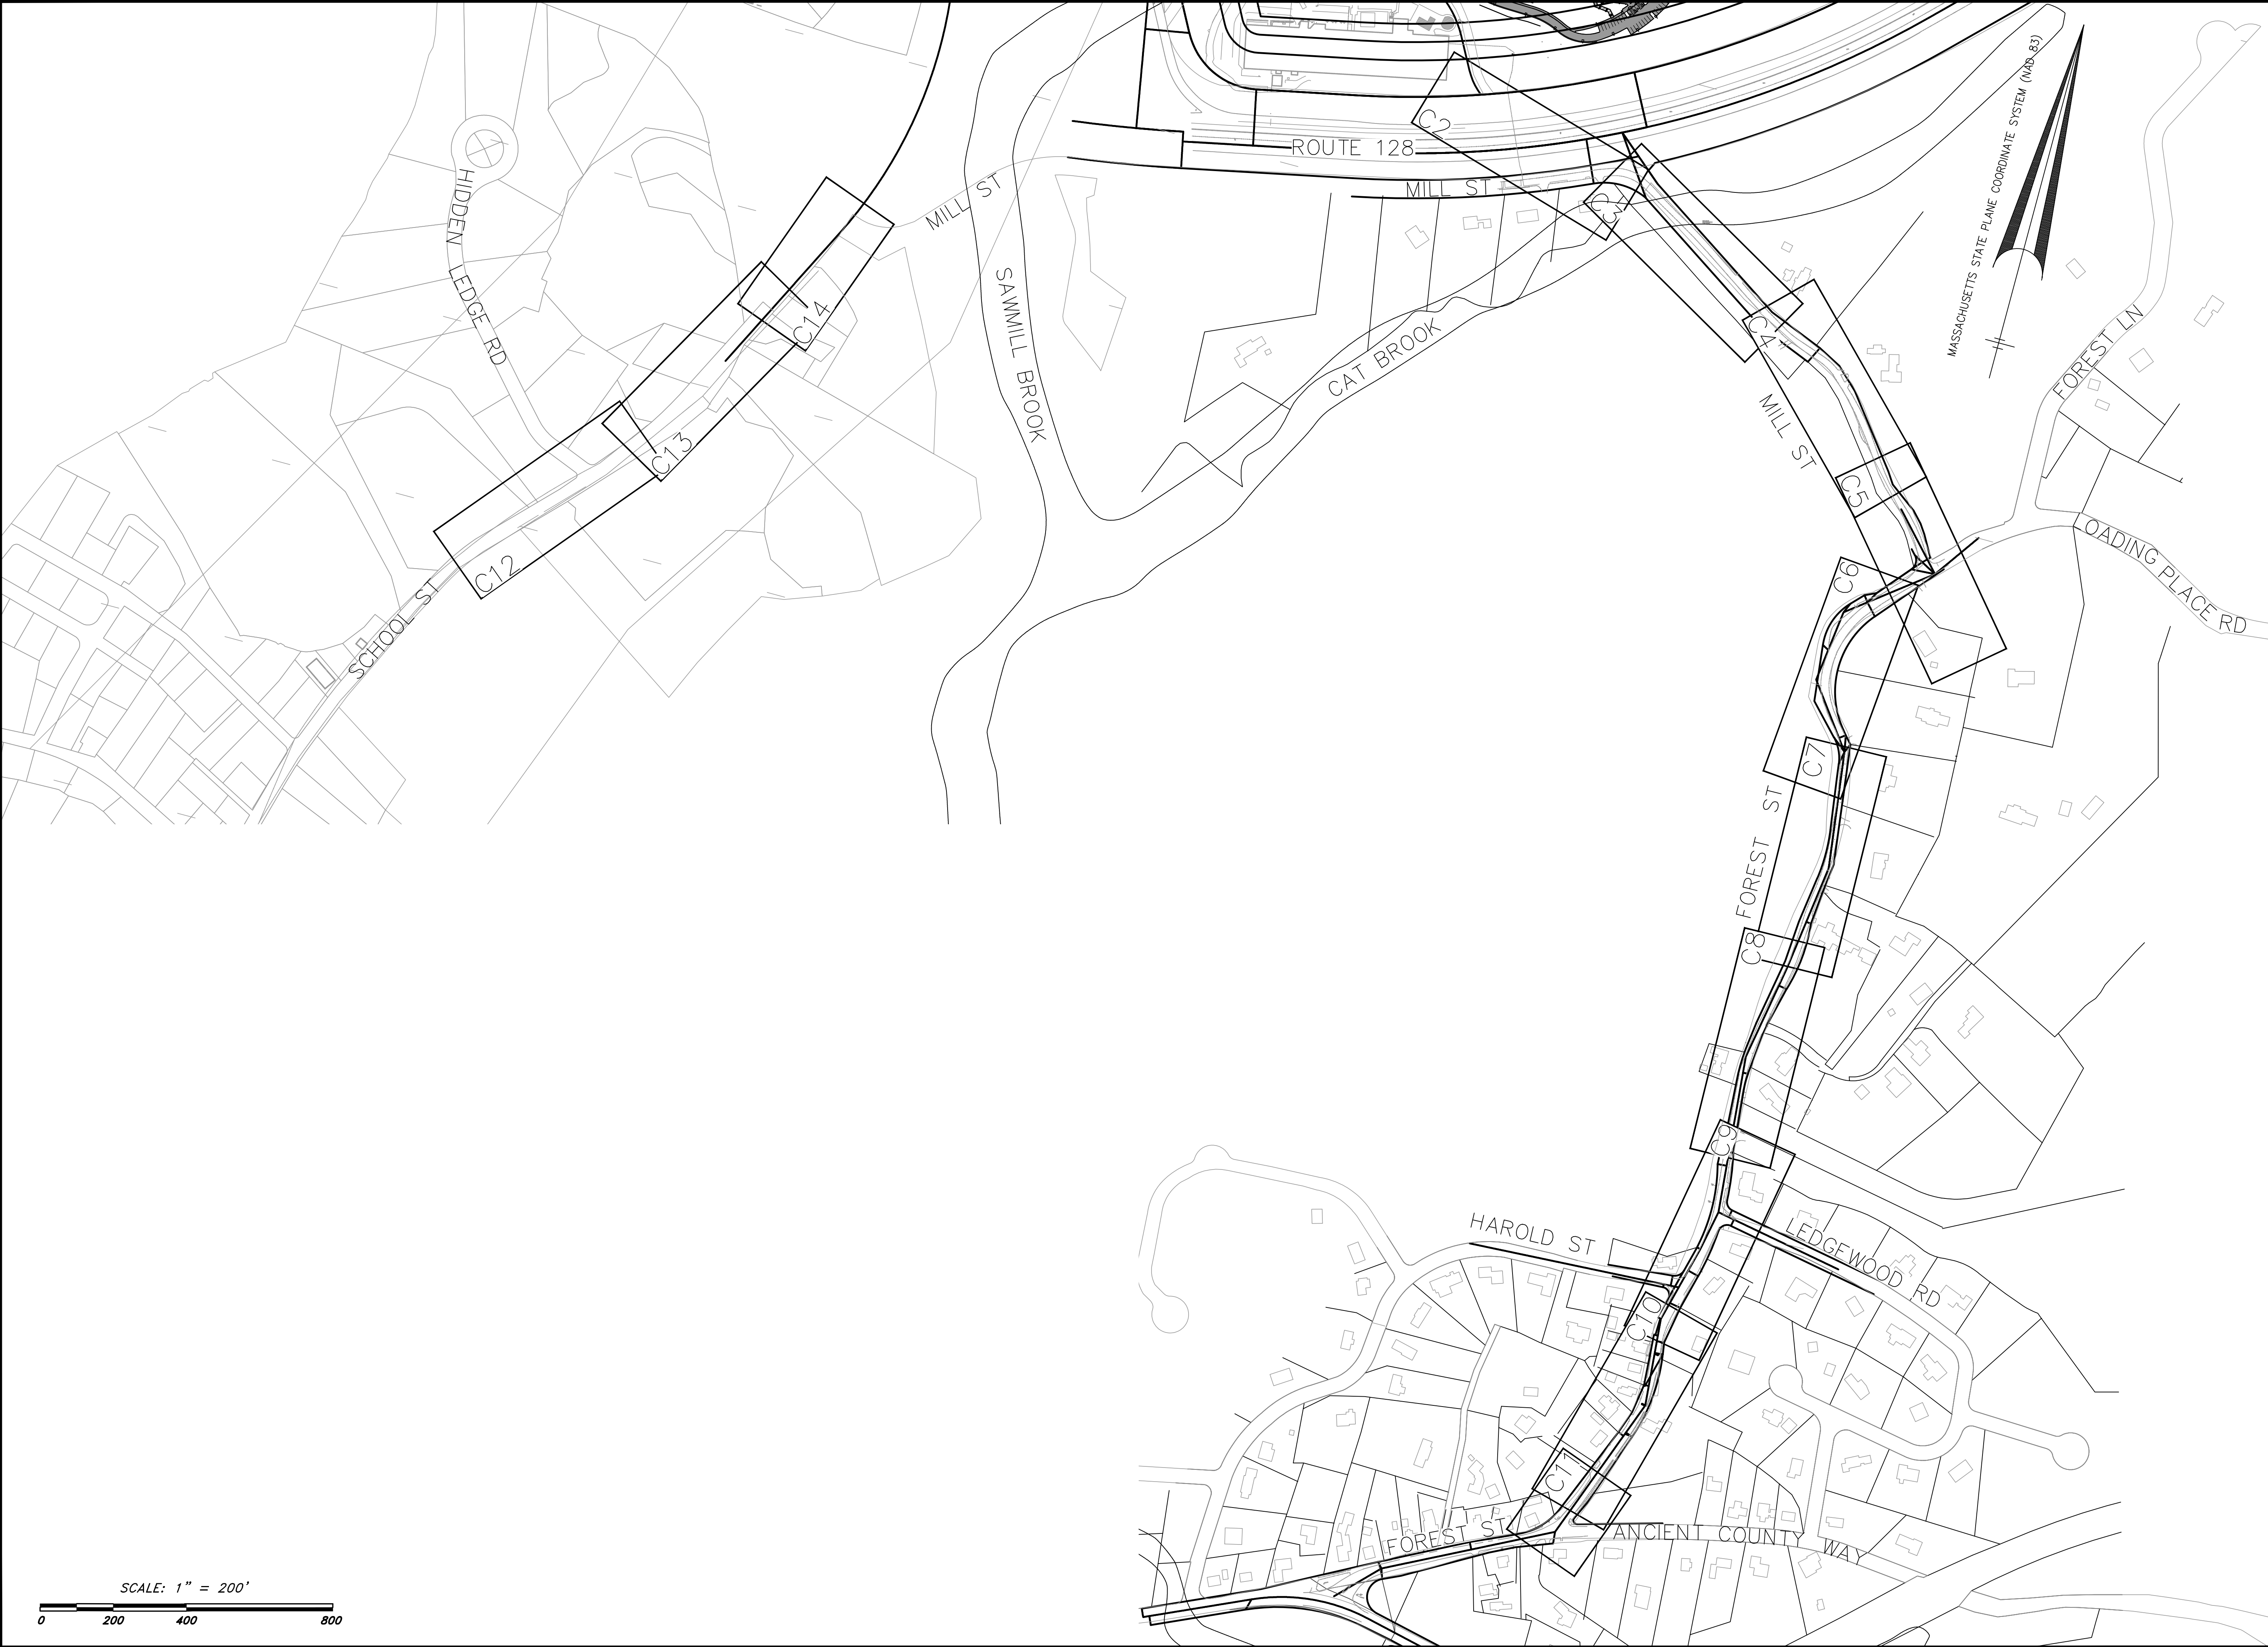 MASSACHUSETTS STATE PLANE COORDINATE SYSTEM (NAD 83)
C2
ROUTE 128
MILL ST
C3
HIDDEN LEDGE RD
MILL ST
C14
SAWMILL BROOK
CAT BROOK
C4
MILL ST
FOREST LN
C13
C5
LOADING PLACE RD
C12
C6
SCHOOL ST
C7
FOREST ST
C8
C9
HAROLD ST
LEDGEWOOD RD
C10
C11
FOREST ST
ANCIENT COUNTY WAY
SCALE: 1" = 200'
0 200 400 800